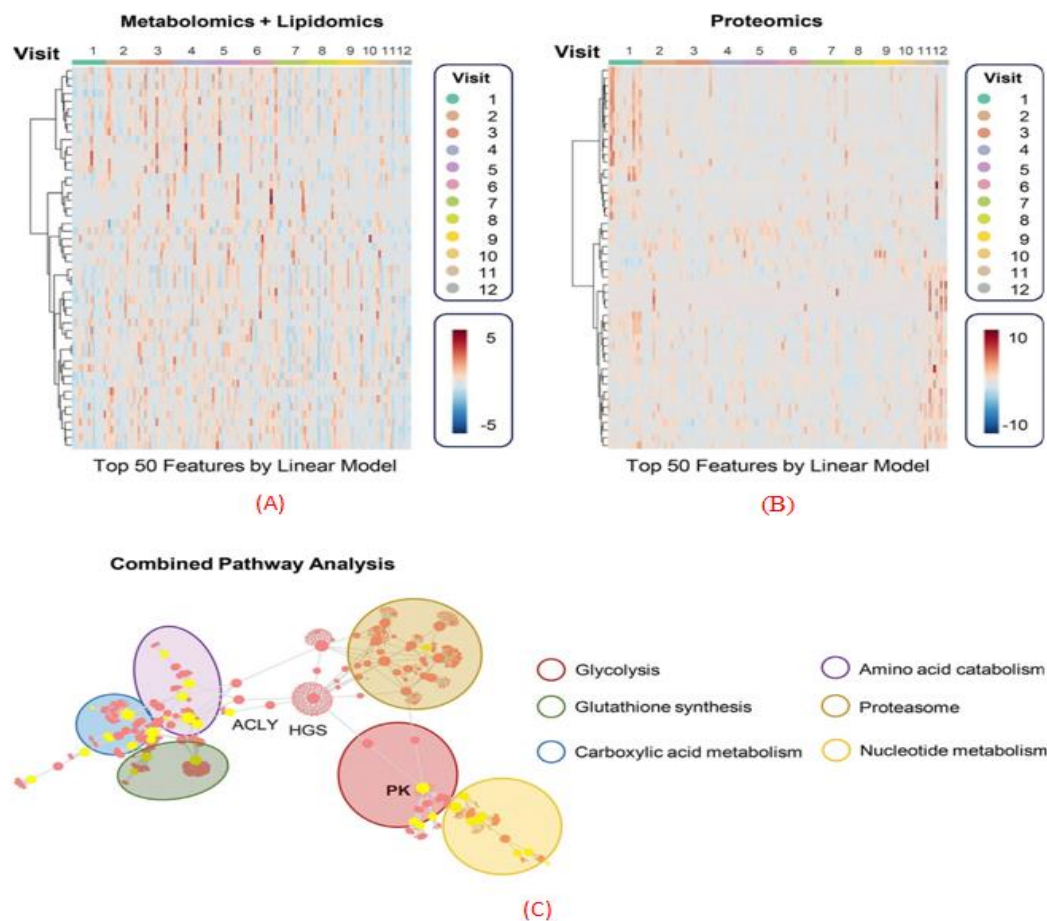 Metabolomics + Lipidomics
Visit 1 2 3 4 5 6 7 8 9 10 1112
Visit
1
2
3
4
5
6
7
8
9
10
11
12
5
-5
Top 50 Features by Linear Model
(A)
Proteomics
Visit 1 2 3 4 5 6 7 8 9 10 1112
Visit
1
2
3
4
5
6
7
8
9
10
11
12
10
-10
Top 50 Features by Linear Model
(B)
Combined Pathway Analysis
ACLY HGS
PK
Glycolysis
Glutathione synthesis
Carboxylic acid metabolism
Amino acid catabolism
Proteasome
Nucleotide metabolism
(C)